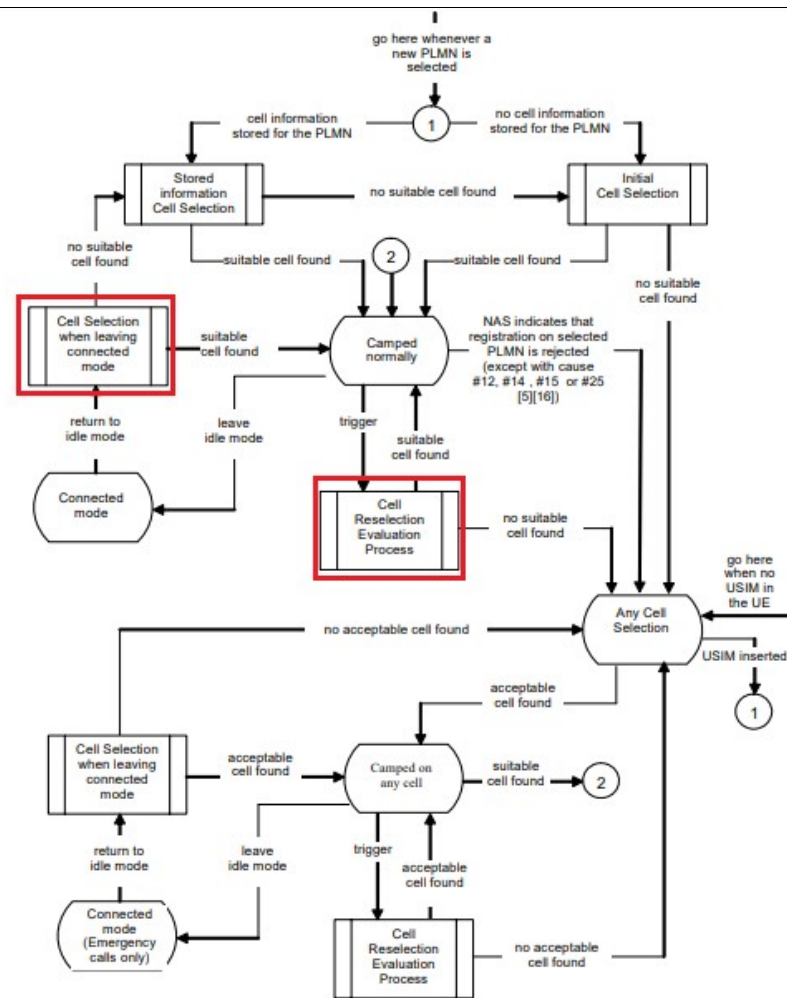 go here whenever a
new PLMN is
selected
cell information
stored for the PLMN
1
no cell information
stored for the PLMN
Stored
information
Cell Selection
no suitable cell found
Initial
Cell Selection
no suitable
cell found
suitable cell found
2
suitable cell found
no suitable
cell found
Cell Selection
when leaving
connected
mode
suitable
cell found
Camped
normally
NAS indicates that
registration on selected
PLMN is rejected
(except with cause
#12, #14 , #15 or #25
[5][16])
return to
idle mode
leave
idle mode
trigger
suitable
cell found
Connected
mode
Cell
Reselection
Evaluation
Process
no suitable
cell found
go here
when no
USIM in
the UE
Any Cell
Selection
no acceptable cell found
USIM inserted
1
acceptable
cell found
Cell Selection
when leaving
connected
mode
acceptable
cell found
Camped on
any cell
suitable
cell found
2
return to
idle mode
leave
idle mode
trigger
acceptable
cell found
Connected
mode
(Emergency
calls only)
Cell
Reselection
Evaluation
Process
no acceptable
cell found